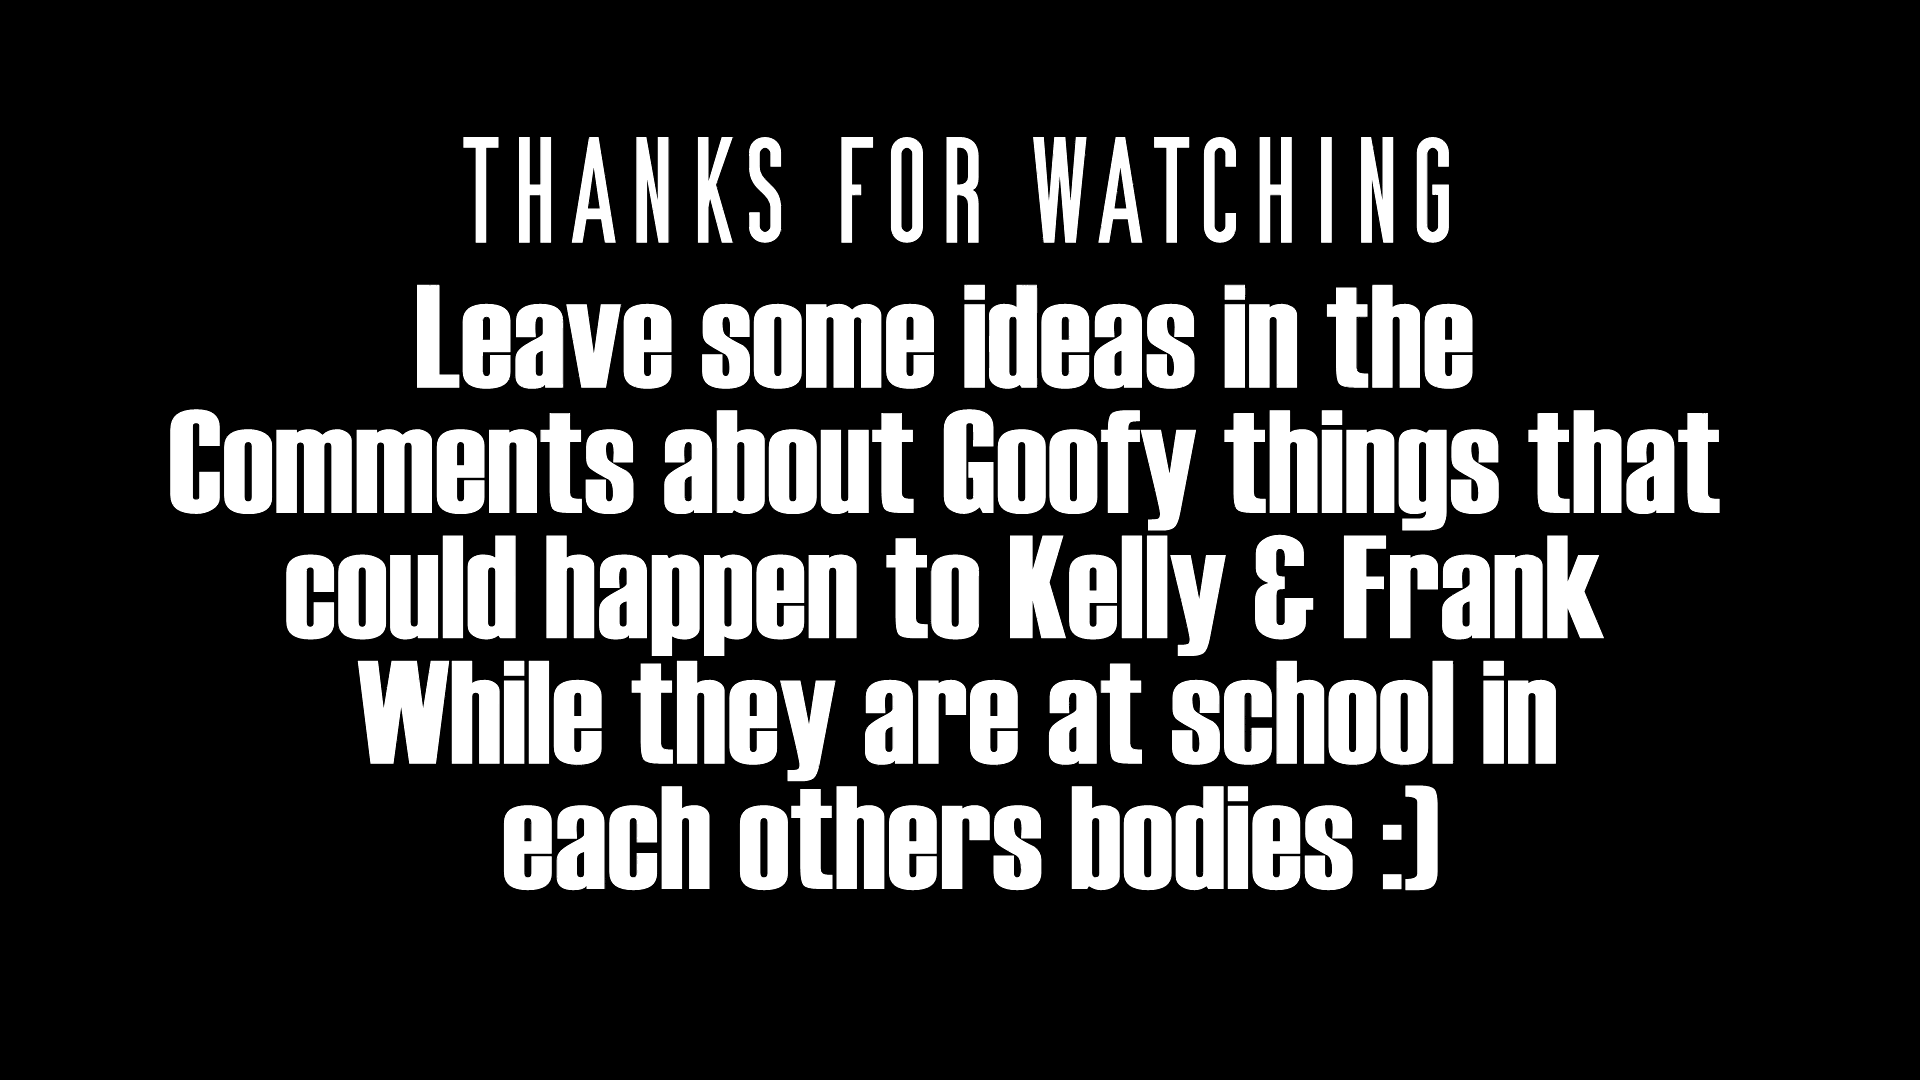 THANKS FOR WATCHING
Leave some ideas in the
Comments about Goofy things that
could happen to Kelly & Frank
While they are at school in
each others bodies :)